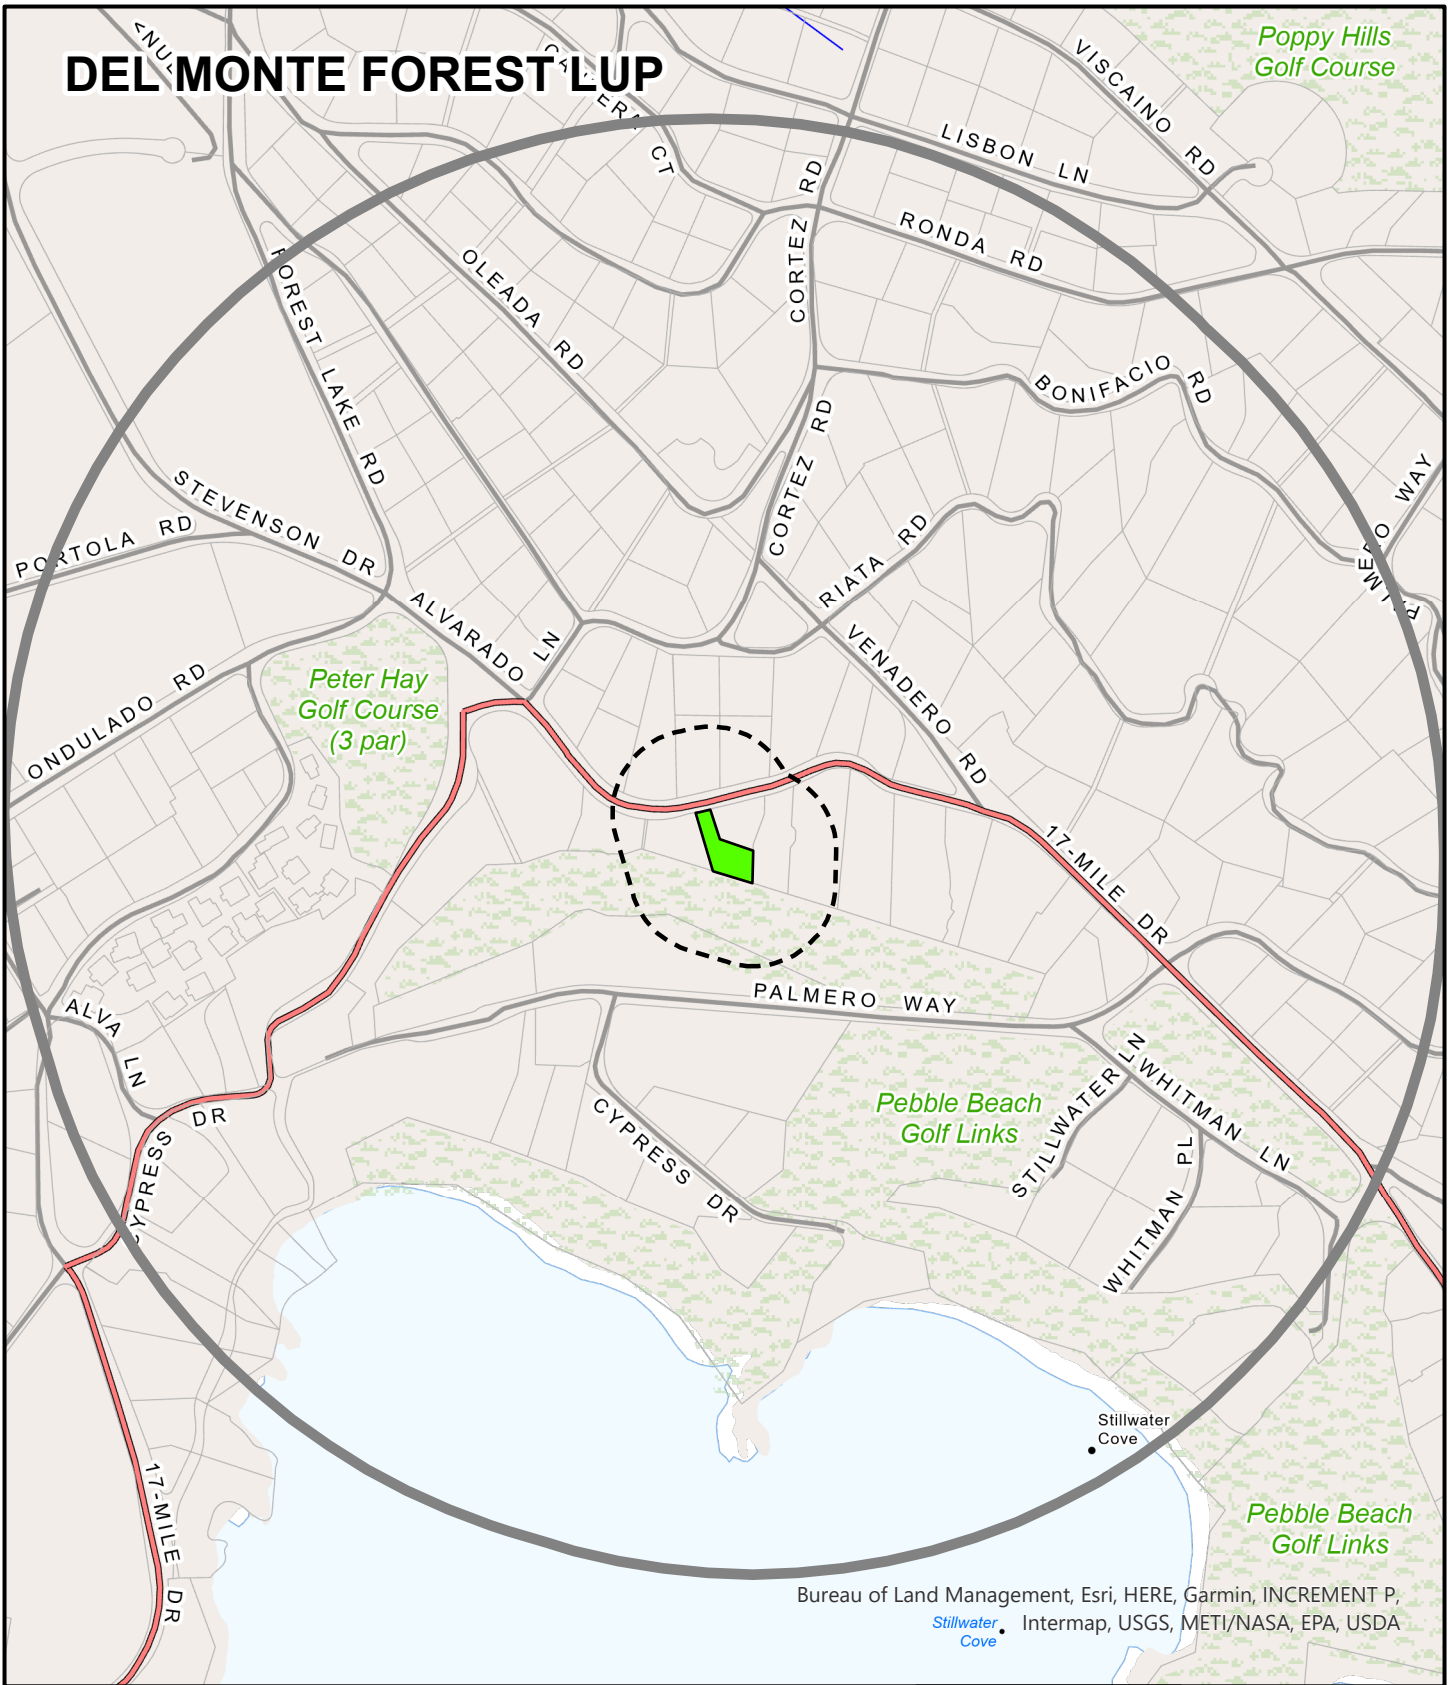 DEL MONTE FOREST LUP
Poppy Hills
Golf Course
VISCAINO RD
CT
LISBON LN
CORTEZ RD
RONDA RD
OLEADA RD
FOREST LAKE RD
BONIFACIO RD
CORTEZ RD
STEVENSON DR
PORTOLA RD
RIATA RD
ALVARADO LN
VENADERO RD
Peter Hay
Golf Course
(3 par)
ONDULADO RD
17-MILE DR
PALMERO WAY
PALMERO WAY
ALVA LN
CYPRESS DR
CYPRESS DR
Pebble Beach
Golf Links
STILLWATER LN
WHITMAN LN
WHITMAN PL
Stillwater
Cove
17-MILE DR
Pebble Beach
Golf Links
Bureau of Land Management, Esri, HERE, Garmin, INCREMENT P,
Intermap, USGS, METI/NASA, EPA, USDA
Stillwater
Cove